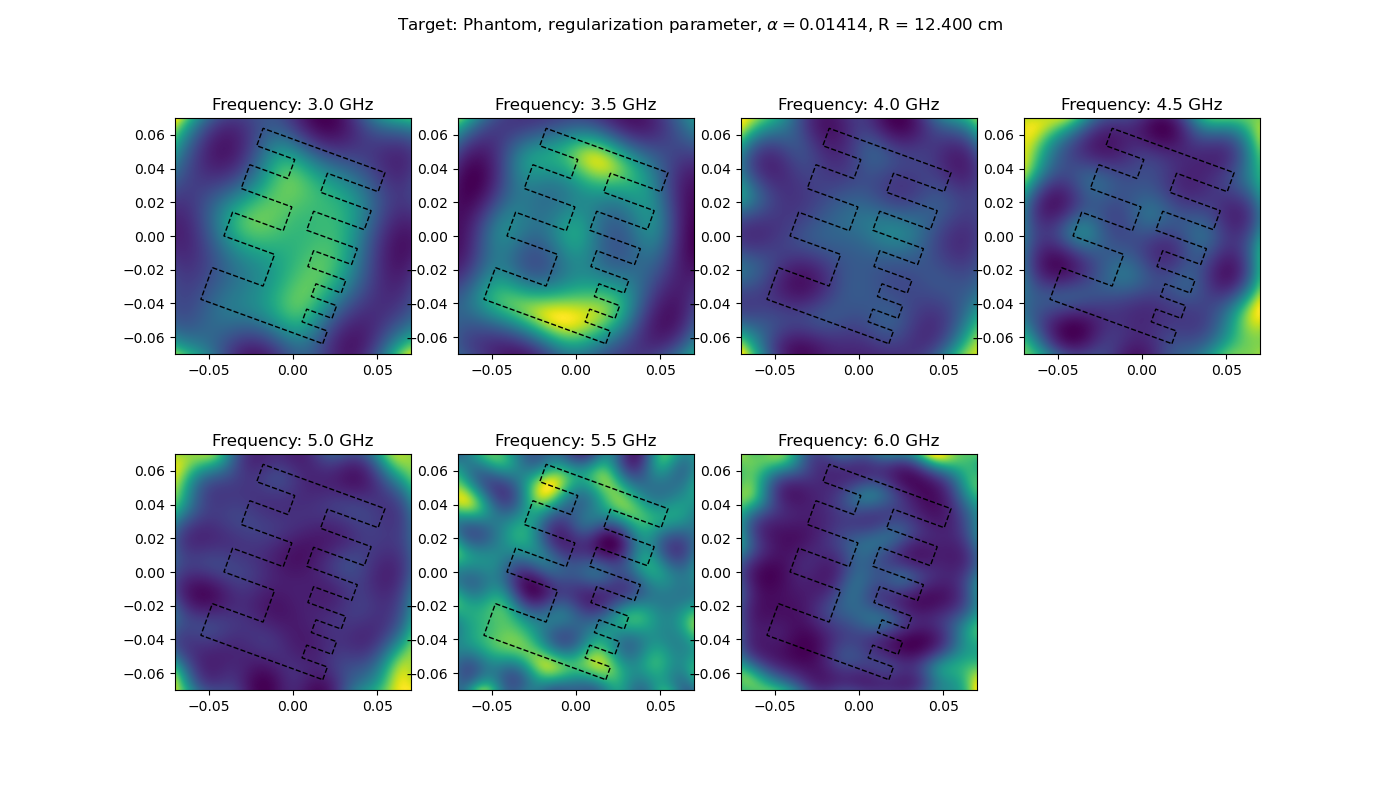 Target: Phantom, regularization parameter, α = 0.01414, R = 12.400 cm
Frequency: 3.0 GHz
Frequency: 3.5 GHz
Frequency: 4.0 GHz
Frequency: 4.5 GHz
0.06 0.06 0.06 0.06
0.04 0.04 0.04 0.04
0.02 0.02 0.02 0.02
0.00 0.00 0.00 0.00
−0.02 −0.02 −0.02 −0.02
−0.04 −0.04 −0.04 −0.04
−0.06 −0.06 −0.06 −0.06
−0.05 0.00 0.05 −0.05 0.00 0.05 −0.05 0.00 0.05 −0.05 0.00 0.05
Frequency: 5.0 GHz
Frequency: 5.5 GHz
Frequency: 6.0 GHz
0.06 0.06 0.06
0.04 0.04 0.04
0.02 0.02 0.02
0.00 0.00 0.00
−0.02 −0.02 −0.02
−0.04 −0.04 −0.04
−0.06 −0.06 −0.06
−0.05 0.00 0.05 −0.05 0.00 0.05 −0.05 0.00 0.05